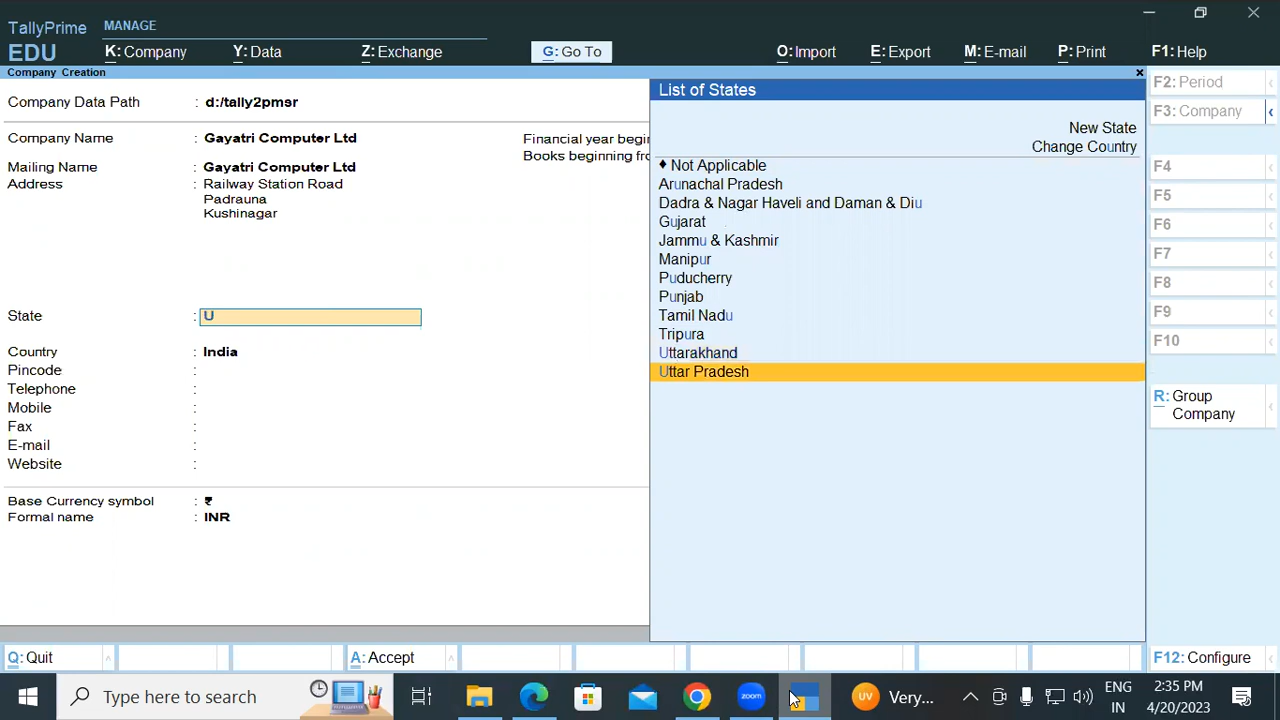 TallyPrime
MANAGE
EDU
K: Company
Y: Data
Z: Exchange
G: Go To
O: Import
E: Export
M: E-mail
P: Print
F1: Help
Company Creation
×
Company Data Path : d:/tally2pmsr
Company Name : Gayatri Computer Ltd
Financial year begin
Mailing Name : Gayatri Computer Ltd
Books beginning fro
Address : Railway Station Road
Padrauna
Kushinagar
State : U
Country : India
Pincode :
Telephone :
Mobile :
Fax :
E-mail :
Website :
Base Currency symbol : ₹
Formal name : INR
List of States
New State
Change Country
♦ Not Applicable
Arunachal Pradesh
Dadra & Nagar Haveli and Daman & Diu
Gujarat
Jammu & Kashmir
Manipur
Puducherry
Punjab
Tamil Nadu
Tripura
Uttarakhand
Uttar Pradesh
F2: Period
F3: Company
F4
F5
F6
F7
F8
F9
F10
R: Group
Company
Q: Quit
A: Accept
F12: Configure
Type here to search
zoom
UV
Very...
ENG
IN
2:35 PM
4/20/2023